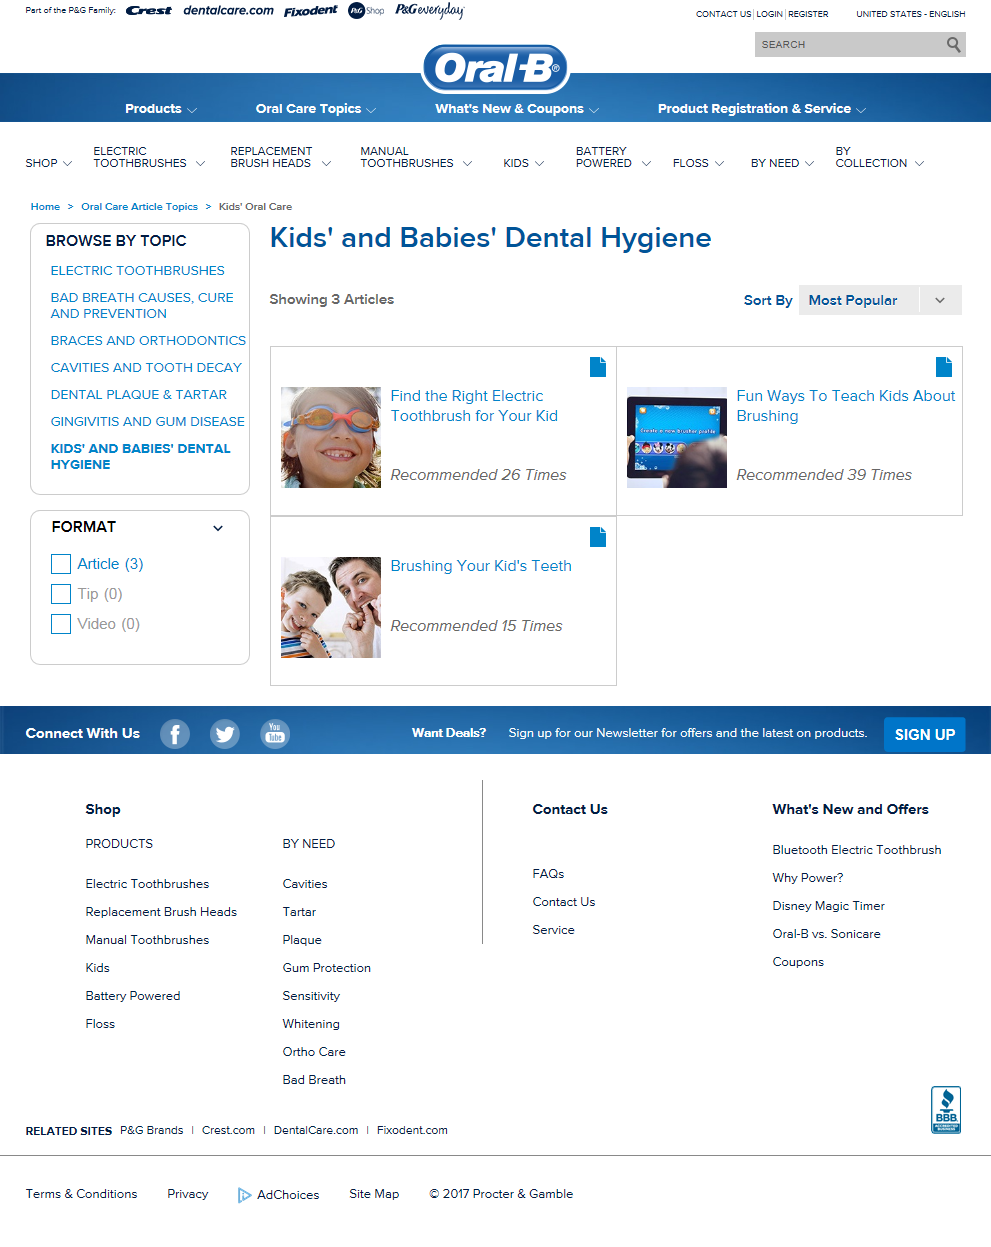 Part of the P&G Family: Crest dentalcare.com Fixodent P&G Shop P&G everyday
CONTACT US LOGIN REGISTER UNITED STATES - ENGLISH
SEARCH
Oral-B®
Products Oral Care Topics What's New & Coupons Product Registration & Service
SHOP
ELECTRIC
TOOTHBRUSHES
REPLACEMENT
BRUSH HEADS
MANUAL
TOOTHBRUSHES
KIDS
BATTERY
POWERED
FLOSS
BY NEED
BY
COLLECTION
Home > Oral Care Article Topics > Kids' Oral Care
BROWSE BY TOPIC
ELECTRIC TOOTHBRUSHES
BAD BREATH CAUSES, CURE
AND PREVENTION
BRACES AND ORTHODONTICS
CAVITIES AND TOOTH DECAY
DENTAL PLAQUE & TARTAR
GINGIVITIS AND GUM DISEASE
KIDS' AND BABIES' DENTAL
HYGIENE
FORMAT
Article (3)
Tip (0)
Video (0)
Kids' and Babies' Dental Hygiene
Showing 3 Articles
Sort By Most Popular
Find the Right Electric
Toothbrush for Your Kid
Recommended 26 Times
Create a new brusher profile
Fun Ways To Teach Kids About
Brushing
Recommended 39 Times
Brushing Your Kid's Teeth
Recommended 15 Times
Connect With Us
You
Tube
Want Deals? Sign up for our Newsletter for offers and the latest on products. SIGN UP
Shop
PRODUCTS
Electric Toothbrushes
Replacement Brush Heads
Manual Toothbrushes
Kids
Battery Powered
Floss
BY NEED
Cavities
Tartar
Plaque
Gum Protection
Sensitivity
Whitening
Ortho Care
Bad Breath
Contact Us
FAQs
Contact Us
Service
What's New and Offers
Bluetooth Electric Toothbrush
Why Power?
Disney Magic Timer
Oral-B vs. Sonicare
Coupons
BBB
ACCREDITED
BUSINESS
RELATED SITES P&G Brands | Crest.com | DentalCare.com | Fixodent.com
Terms & Conditions Privacy AdChoices Site Map © 2017 Procter & Gamble